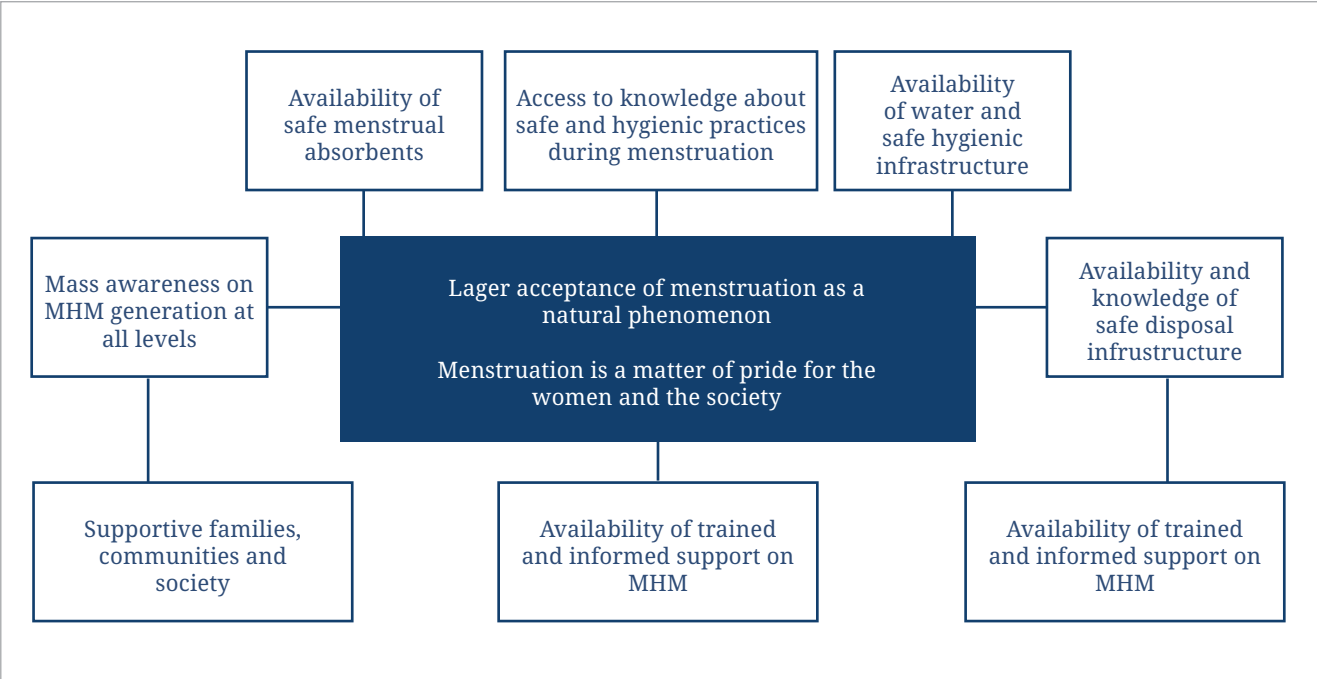 Availability of
safe menstrual
absorbents
Access to knowledge about
safe and hygienic practices
during menstruation
Availability
of water and
safe hygienic
infrastructure
Mass awareness on
MHM generation at
all levels
Lager acceptance of menstruation as a
natural phenomenon
Menstruation is a matter of pride for the
women and the society
Availability and
knowledge of
safe disposal
infrustructure
Supportive families,
communities and
society
Availability of trained
and informed support on
MHM
Availability of trained
and informed support on
MHM